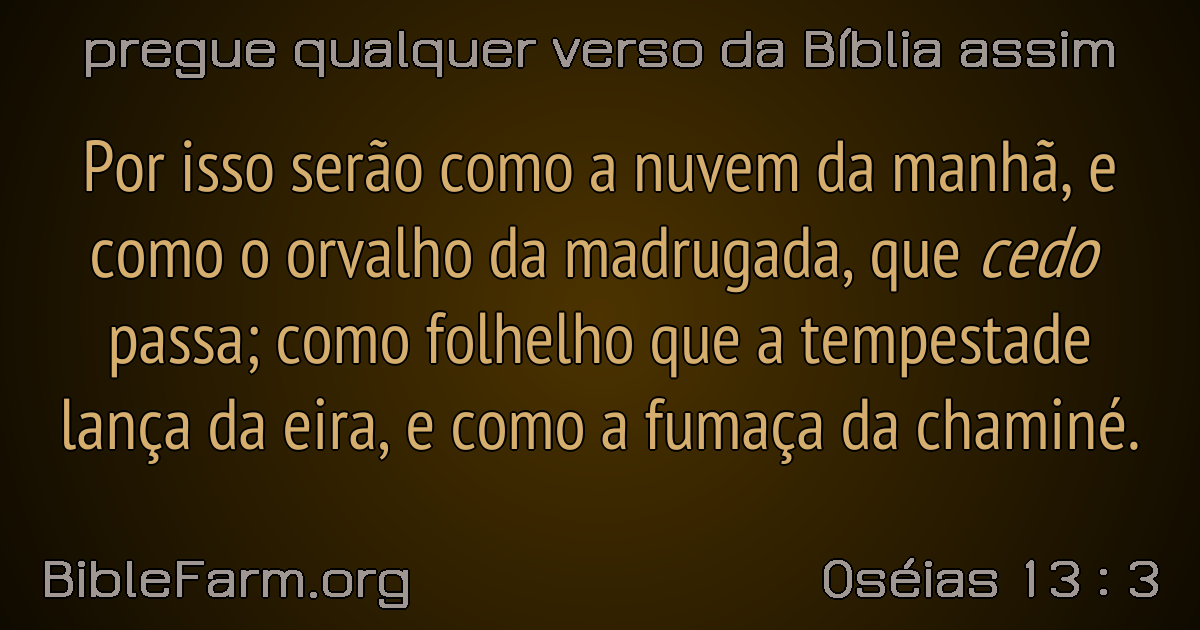 pregue qualquer verso da Bíblia assim
Por isso serão como a nuvem da manhã, e
como o orvalho da madrugada, que cedo
passa; como folhelho que a tempestade
lança da eira, e como a fumaça da chaminé.
BibleFarm.org
Oséias 13 : 3